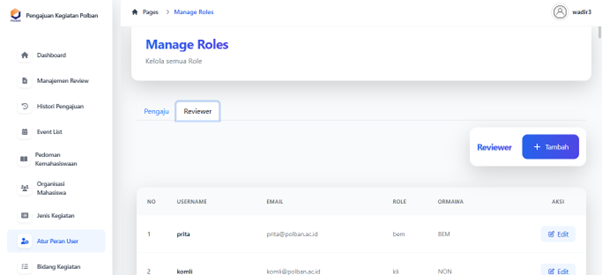 Pengajuan Kegiatan Polban
Pages > Manage Roles
wadir3
Dashboard
Manajemen Review
Histori Pengajuan
Event List
Pedoman
Kemahasiswaan
Organisasi
Mahasiswa
Jenis Kegiatan
Atur Peran User
Bidang Kegiatan
Manage Roles
Kelola semua Role
Pengaju Reviewer
Reviewer + Tambah
NO USERNAME EMAIL ROLE ORMAWA AKSI
1 prita prita@polban.ac.id bem BEM Edit
2 komli komli@polban.ac.id kli NON Edit